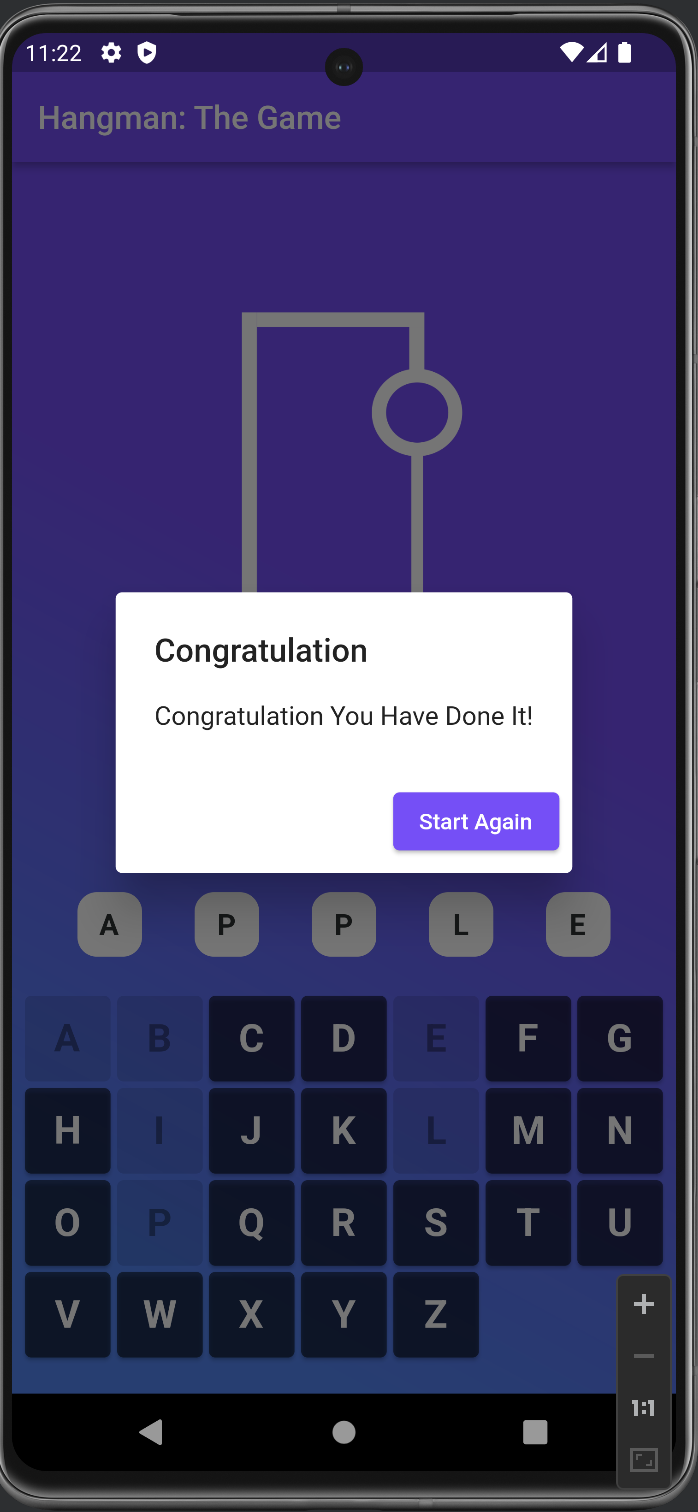 11:22
Hangman: The Game
Congratulation
Congratulation You Have Done It!
Start Again
A P P L E
A B C D E F G
H I J K L M N
O P Q R S T U
V W X Y Z
1:1